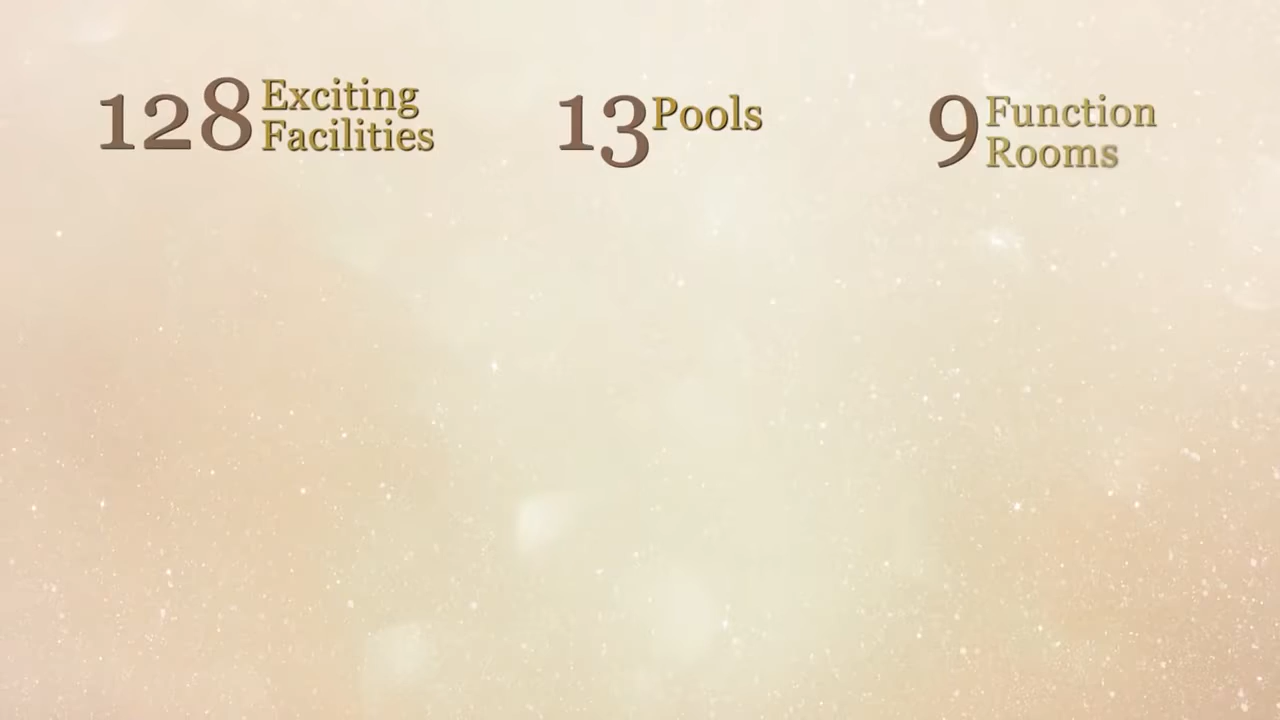 128 Exciting
Facilities
13 Pools
9 Function
Rooms